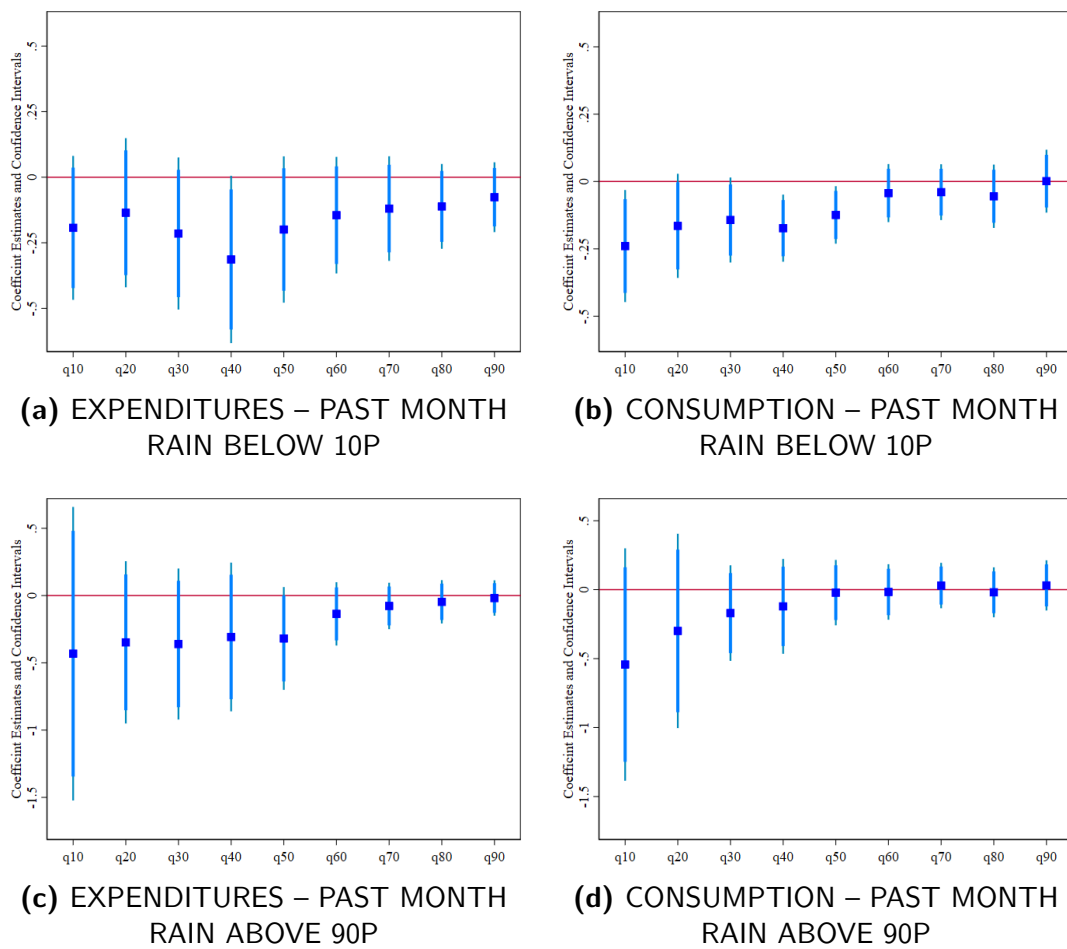 Coefficint Estimates and Confidence Intervals
.5
.25
0
-.25
-.5
q10 q20 q30 q40 q50 q60 q70 q80 q90
(a) EXPENDITURES – PAST MONTH
RAIN BELOW 10P
Coefficint Estimates and Confidence Intervals
.5
.25
0
-.25
-.5
q10 q20 q30 q40 q50 q60 q70 q80 q90
(b) CONSUMPTION – PAST MONTH
RAIN BELOW 10P
Coefficint Estimates and Confidence Intervals
.5
0
-.5
-1
-1.5
q10 q20 q30 q40 q50 q60 q70 q80 q90
(c) EXPENDITURES – PAST MONTH
RAIN ABOVE 90P
Coefficint Estimates and Confidence Intervals
.5
0
-.5
-1
-1.5
q10 q20 q30 q40 q50 q60 q70 q80 q90
(d) CONSUMPTION – PAST MONTH
RAIN ABOVE 90P